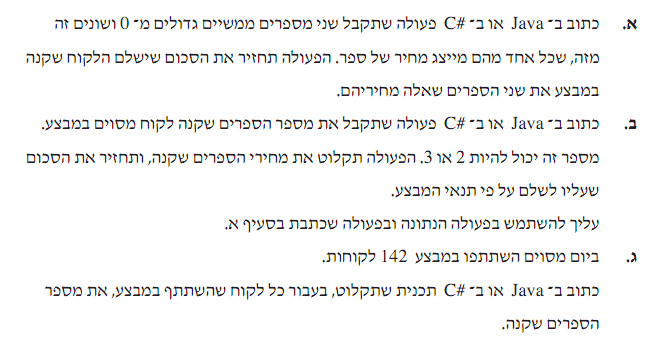 א. כתוב ב־ Java או ב־ C# פעולה שתקבל שני מספרים ממשיים גדולים מ־ 0 ושונים זה
מזה, שכל אחד מהם מייצג מחיר של ספר. הפעולה תחזיר את הסכום שישלם הלקוח שקנה
במבצע את שני הספרים שאלה מחיריהם.
ב. כתוב ב־ Java או ב־ C# פעולה שתקבל את מספר הספרים שקנה לקוח מסוים במבצע.
מספר זה יכול להיות 2 או 3. הפעולה תקלוט את מחירי הספרים שקנה, ותחזיר את הסכום
שעליו לשלם על פי תנאי המבצע.
עליך להשתמש בפעולה הנתונה ובפעולה שכתבת בסעיף א.
ג. ביום מסוים השתתפו במבצע 142 לקוחות.
כתוב ב־ Java או ב־ C# תכנית שתקלוט, בעבור כל לקוח שהשתתף במבצע, את מספר
הספרים שקנה.